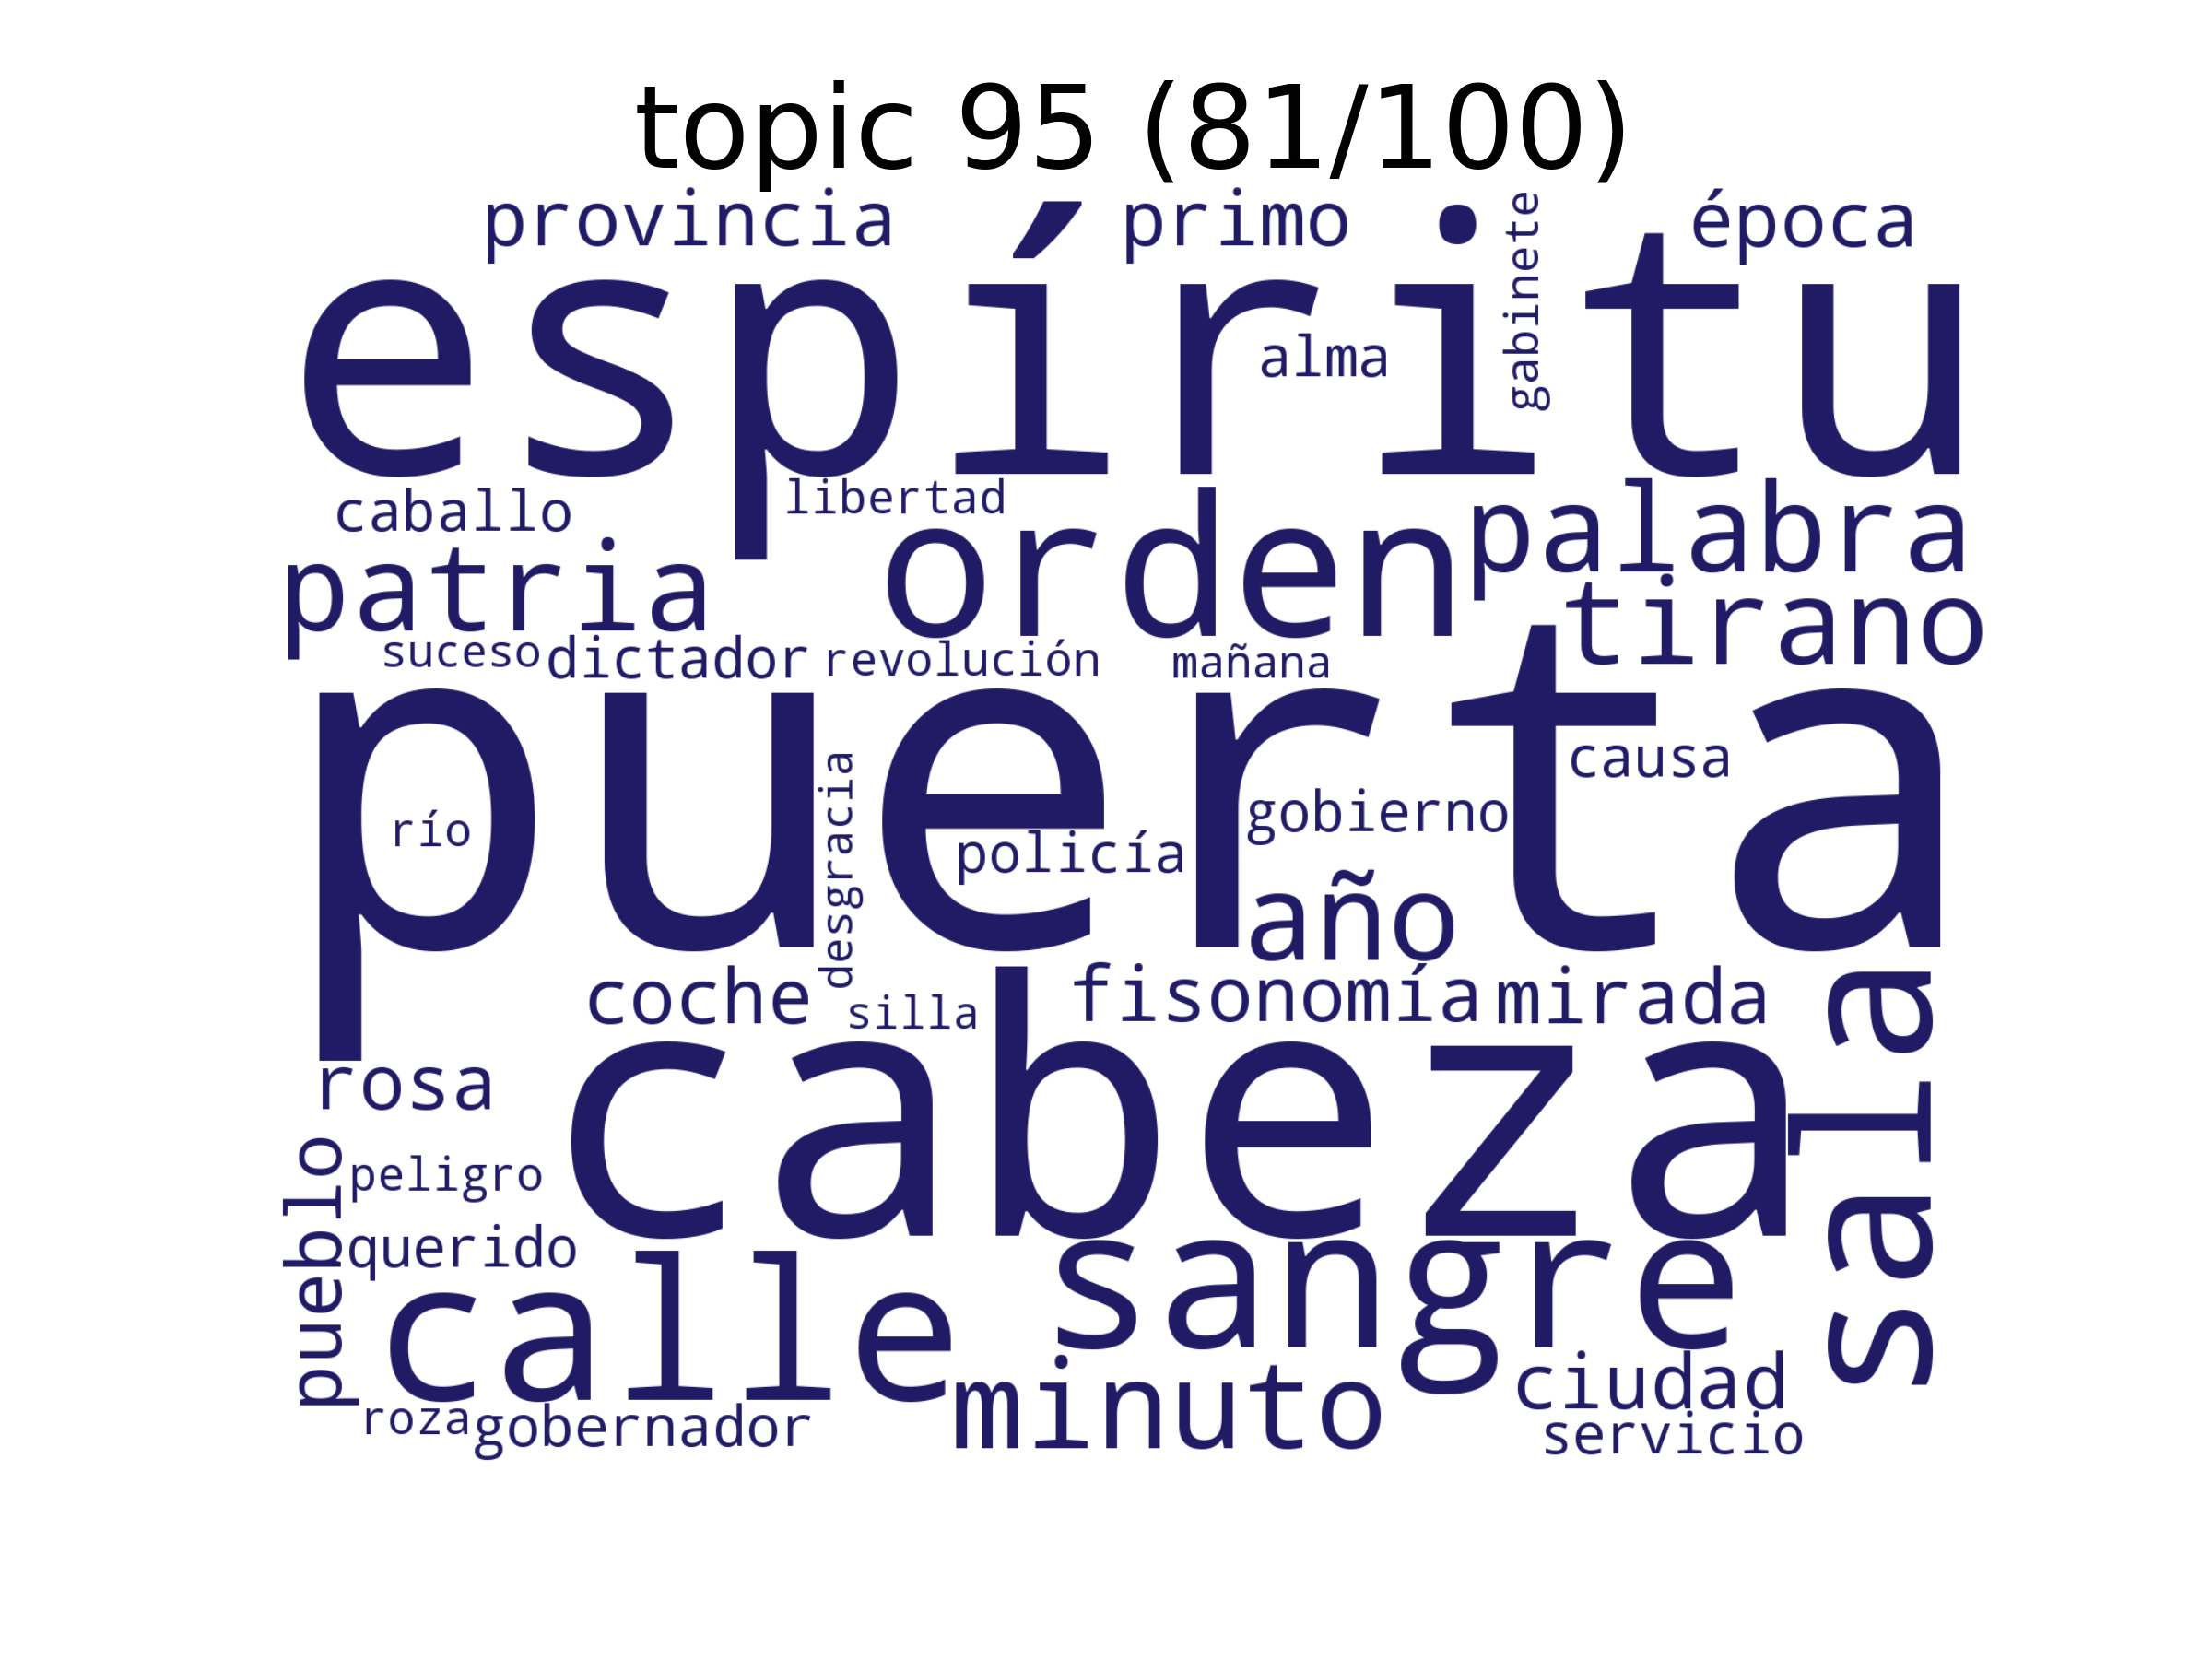 topic 95 (81/100)
provincia primo gabinete época
espíritu
alma
caballo libertad orden palabra
patria tirano
suceso dictador revolución mañana
puerta
causa
río desgracia policía gobierno
año
coche silla fisonomía mirada
rosa cabeza sala
pueblo peligro
querido
calle sangre
minuto ciudad
roza gobernador servicio